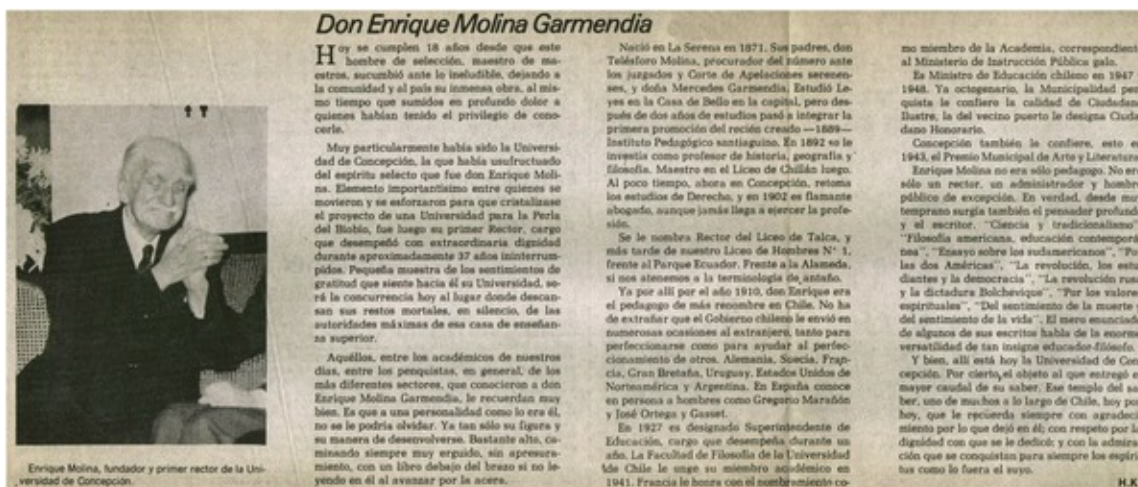 Don Enrique Molina Garmendia
Hoy se cumplen 18 años desde que este
hombre de selección, maestro de ma-
estros, sucumbió ante lo ineludible, dejando a
la comunidad y al país su inmensa obra, al mis-
mo tiempo que sumidos en profundo dolor a
quienes habían tenido el privilegio de cono-
cerle.
Muy particularmente había sido la Universi-
dad de Concepción, la que había usufructuado
del espíritu selecto que fue don Enrique Moli-
na. Elemento importantísimo entre quienes se
movieron y se esforzaron para que cristalizase
el proyecto de una Universidad para la Perla
del Biobío, fue luego su primer Rector, cargo
que desempeñó con extraordinaria dignidad
durante aproximadamente 37 años ininterrum-
pidos. Pequeña muestra de los sentimientos de
gratitud que siente hacia él su Universidad, se-
rá la concurrencia hoy al lugar donde descan-
san sus restos mortales, en silencio, de las
autoridades máximas de esa casa de enseñan-
za superior.
Aquéllos, entre los académicos de nuestros
días, entre los penquistas, en general, de los
más diferentes sectores, que conocieron a don
Enrique Molina Garmendia, le recuerdan muy
bien. Es que a una personalidad como lo era él,
no se le podría olvidar. Ya tan sólo su figura y
su manera de desenvolverse. Bastante alto, ca-
minando siempre muy erguido, sin apresura-
miento, con un libro debajo del brazo si no le-
yendo en él al avanzar por la acera.
Nació en La Serena en 1871. Sus padres, don
Telésforo Molina, procurador del número ante
los juzgados y Corte de Apelaciones serenen-
ses, y doña Mercedes Garmendia. Estudió Le-
yes en la Casa de Bello en la capital, pero des-
pués de dos años de estudios pasó a integrar la
primera promoción del recién creado —1889—
Instituto Pedagógico santiaguino. En 1892 se le
investía como profesor de historia, geografía y
filosofía. Maestro en el Liceo de Chillán luego.
Al poco tiempo, ahora en Concepción, retoma
los estudios de Derecho, y en 1902 es flamante
abogado, aunque jamás llega a ejercer la profe-
sión.
Se le nombra Rector del Liceo de Talca, y
más tarde de nuestro Liceo de Hombres N° 1,
frente al Parque Ecuador. Frente a la Alameda,
si nos atenemos a la terminología de antaño.
Ya por allí por el año 1910, don Enrique era
el pedagogo de más renombre en Chile. No ha
de extrañar que el Gobierno chileno le envió en
numerosas ocasiones al extranjero, tanto para
perfeccionarse como para ayudar al perfec-
cionamiento de otros. Alemania, Suecia, Fran-
cia, Gran Bretaña, Uruguay, Estados Unidos de
Norteamérica y Argentina. En España conoce
en persona a hombres como Gregorio Marañón
y José Ortega y Gasset.
En 1927 es designado Superintendente de
Educación, cargo que desempeña durante un
año. La Facultad de Filosofía de la Universidad
de Chile le unge su miembro académico en
1941. Francia le honra con el nombramiento co-
mo miembro de la Academia, correspondient
al Ministerio de Instrucción Pública galo.
Es Ministro de Educación chileno en 1947
1948. Ya octogenario, la Municipalidad pen
quista le confiere la calidad de Ciudadan
Ilustre, la del vecino puerto le designa Ciuda
dano Honorario.
Concepción también le confiere, esto en
1943, el Premio Municipal de Arte y Literatura
Enrique Molina no era sólo pedagogo. No era
sólo un rector, un administrador y hombre
público de excepción. En verdad, desde muy
temprano surgía también el pensador profund
y el escritor. "Ciencia y tradicionalismo"
"Filosofía americana, educación contemporá
nea", "Ensayo sobre los sudamericanos", "Por
las dos Américas", "La revolución, los estu
diantes y la democracia", "La revolución rusa
y la dictadura Bolchevique", "Por los valores
espirituales", "Del sentimiento de la muerte
del sentimiento de la vida". El mero enunciado
de algunos de sus escritos habla de la enorme
versatilidad de tan insigne educador-filósofo.
Y bien, allí está hoy la Universidad de Con
cepción. Por cierto, el objeto al que entregó e
mayor caudal de su saber. Ese templo del sa
ber, uno de muchos a lo largo de Chile, hoy por
hoy, que le recuerda siempre con agradeci
miento por lo que dejó en él; con respeto por la
dignidad con que se le dedicó; y con la admira
ción que se conquistan para siempre los espíri
tus como lo fuera el suyo.
H.K
Enrique Molina, fundador y primer rector de la Uni-
versidad de Concepción.